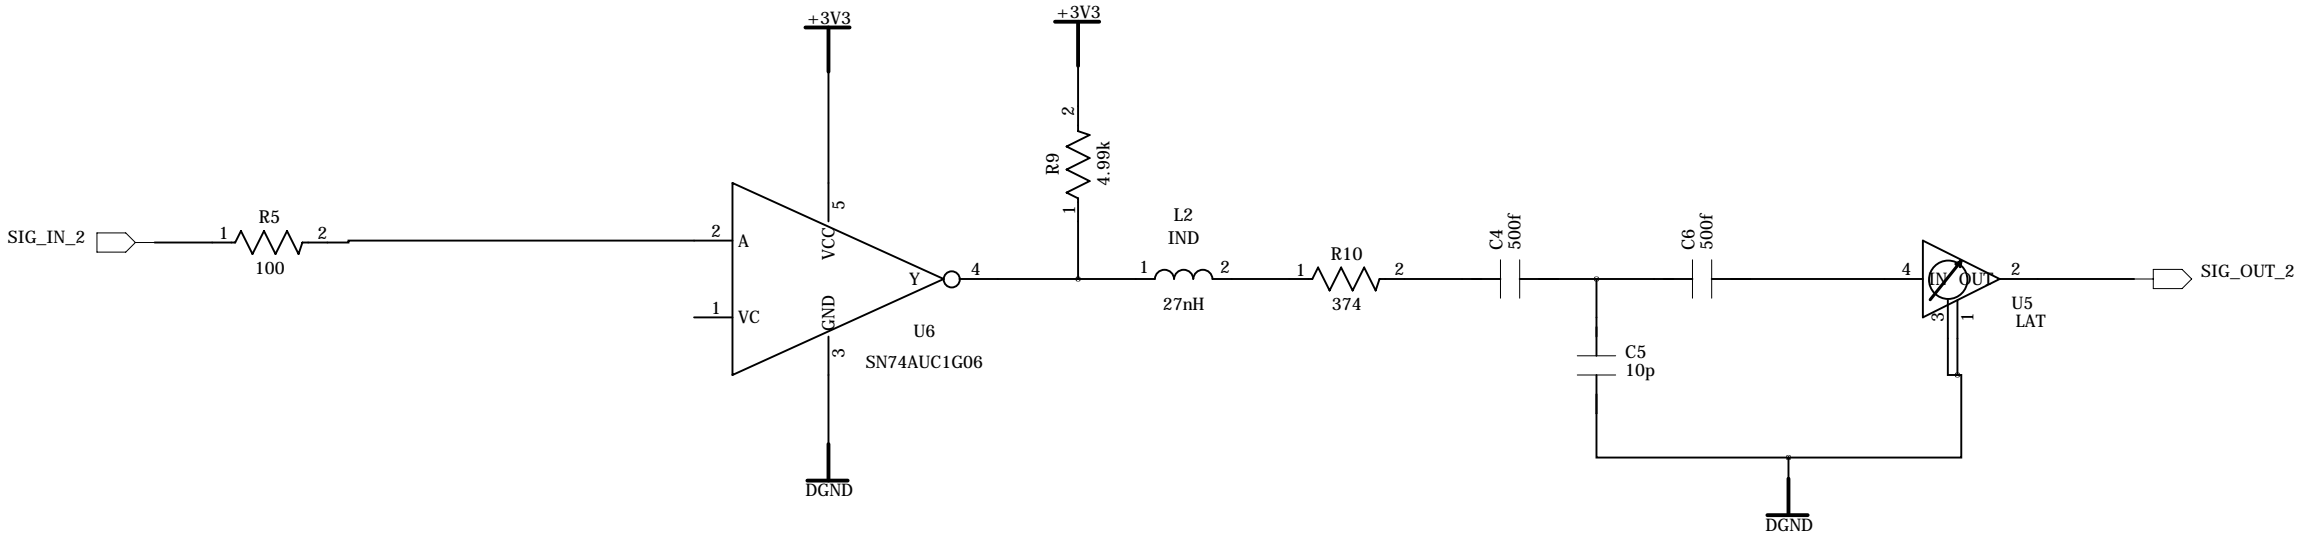 +3V3
+3V3
2
R9
4.99k
1
5
VCC
SIG_IN_2
1
R5
2
100
2
A
1
VC
GND
3
Y
4
U6
SN74AUC1G06
DGND
L2
IND
1
2
27nH
1
R10
2
374
C4
500f
C6
500f
C5
10p
4
IN
OUT
2
3
1
U5
LAT
SIG_OUT_2
DGND